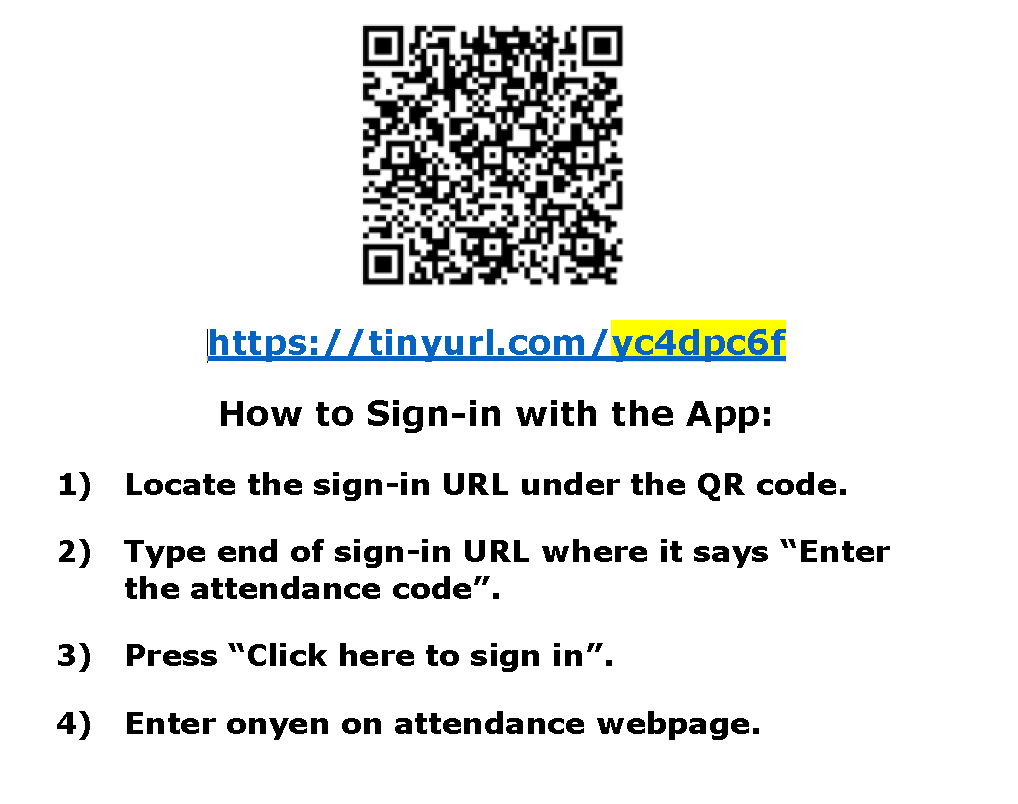 https://tinyurl.com/yc4dpc6f
How to Sign-in with the App:
1) Locate the sign-in URL under the QR code.
2) Type end of sign-in URL where it says “Enter
the attendance code”.
3) Press “Click here to sign in”.
4) Enter onyen on attendance webpage.